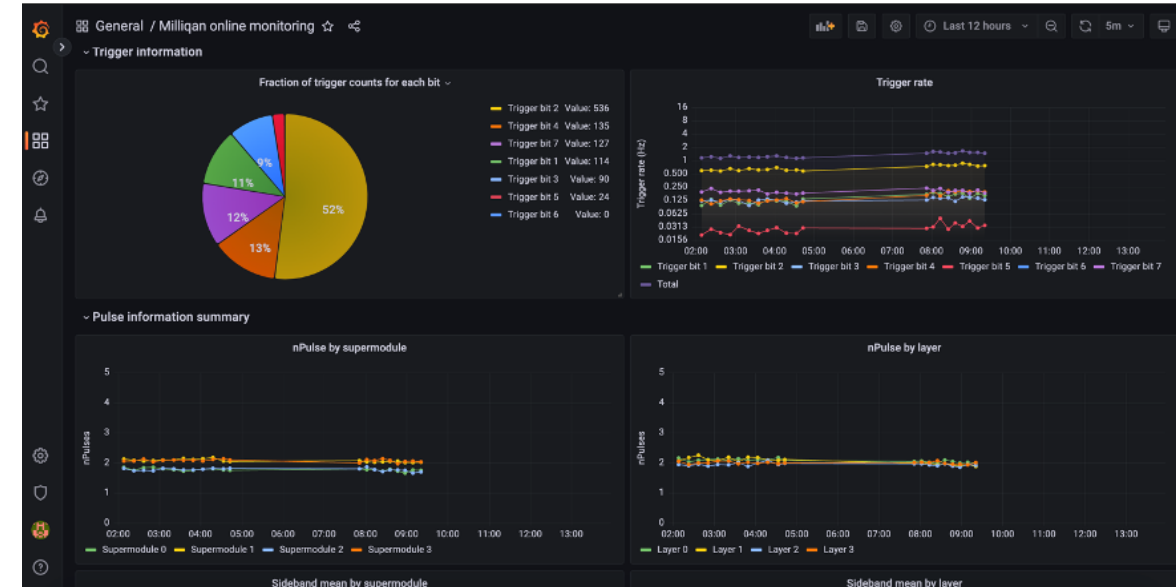 General / Milliqan online monitoring
Last 12 hours
5m
Trigger information
Fraction of trigger counts for each bit
52%
13%
12%
11%
9%
Trigger bit 2 Value: 536
Trigger bit 4 Value: 135
Trigger bit 7 Value: 127
Trigger bit 1 Value: 114
Trigger bit 3 Value: 90
Trigger bit 5 Value: 24
Trigger bit 6 Value: 0
Trigger rate
Trigger rate (Hz)
16
8
4
2
1
0.500
0.250
0.125
0.0625
0.0313
0.0156
02:00 03:00 04:00 05:00 06:00 07:00 08:00 09:00 10:00 11:00 12:00 13:00
Trigger bit 1 Trigger bit 2 Trigger bit 3 Trigger bit 4 Trigger bit 5 Trigger bit 6 Trigger bit 7
Total
Pulse information summary
nPulse by supermodule
nPulses
5
4
3
2
1
0
02:00 03:00 04:00 05:00 06:00 07:00 08:00 09:00 10:00 11:00 12:00 13:00
Supermodule 0 Supermodule 1 Supermodule 2 Supermodule 3
nPulse by layer
nPulses
5
4
3
2
1
0
02:00 03:00 04:00 05:00 06:00 07:00 08:00 09:00 10:00 11:00 12:00 13:00
Layer 0 Layer 1 Layer 2 Layer 3
Sideband mean by supermodule
Sideband mean by layer